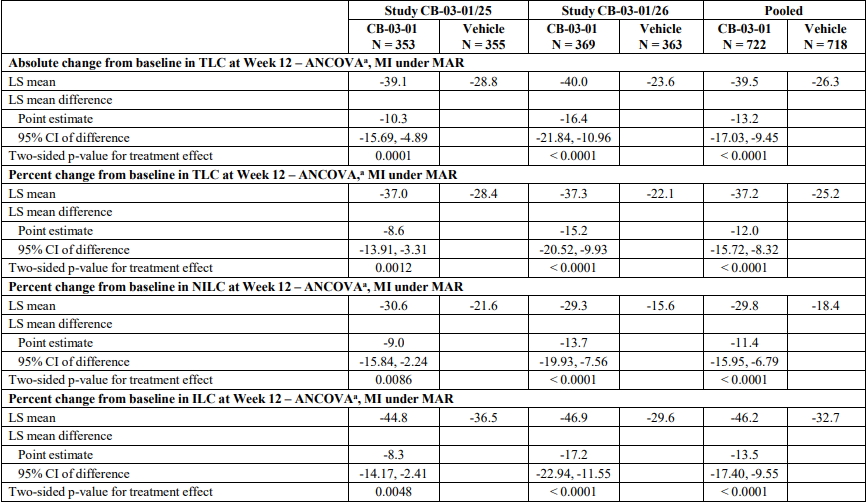 Study CB-03-01/25 Study CB-03-01/26 Pooled
CB-03-01 Vehicle CB-03-01 Vehicle CB-03-01 Vehicle
N = 353 N = 355 N = 369 N = 363 N = 722 N = 718
Absolute change from baseline in TLC at Week 12 – ANCOVAᵃ, MI under MAR
LS mean -39.1 -28.8 -40.0 -23.6 -39.5 -26.3
LS mean difference
Point estimate -10.3 -16.4 -13.2
95% CI of difference -15.69, -4.89 -21.84, -10.96 -17.03, -9.45
Two-sided p-value for treatment effect 0.0001 < 0.0001 < 0.0001
Percent change from baseline in TLC at Week 12 – ANCOVA,ᵃ MI under MAR
LS mean -37.0 -28.4 -37.3 -22.1 -37.2 -25.2
LS mean difference
Point estimate -8.6 -15.2 -12.0
95% CI of difference -13.91, -3.31 -20.52, -9.93 -15.72, -8.32
Two-sided p-value for treatment effect 0.0012 < 0.0001 < 0.0001
Percent change from baseline in NILC at Week 12 – ANCOVAᵃ, MI under MAR
LS mean -30.6 -21.6 -29.3 -15.6 -29.8 -18.4
LS mean difference
Point estimate -9.0 -13.7 -11.4
95% CI of difference -15.84, -2.24 -19.93, -7.56 -15.95, -6.79
Two-sided p-value for treatment effect 0.0086 < 0.0001 < 0.0001
Percent change from baseline in ILC at Week 12 – ANCOVAᵃ, MI under MAR
LS mean -44.8 -36.5 -46.9 -29.6 -46.2 -32.7
LS mean difference
Point estimate -8.3 -17.2 -13.5
95% CI of difference -14.17, -2.41 -22.94, -11.55 -17.40, -9.55
Two-sided p-value for treatment effect 0.0048 < 0.0001 < 0.0001